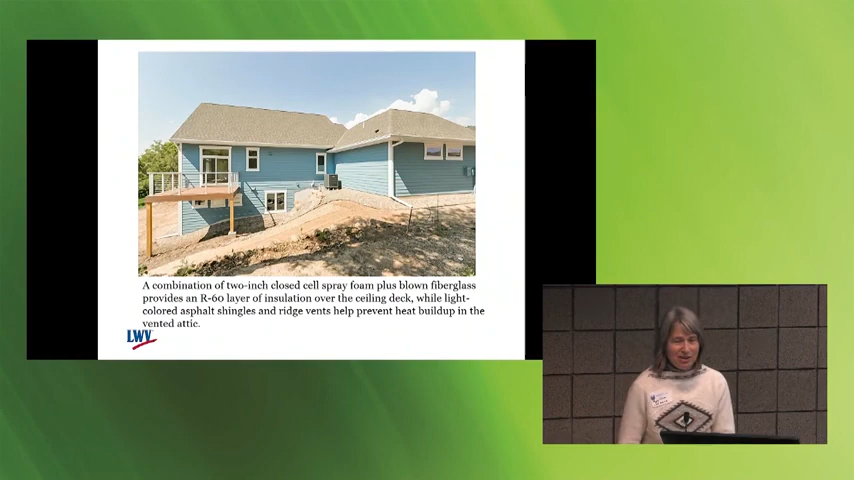 A combination of two-inch closed cell spray foam plus blown fiberglass
provides an R-60 layer of insulation over the ceiling deck, while light-
colored asphalt shingles and ridge vents help prevent heat buildup in the
vented attic.
LWV